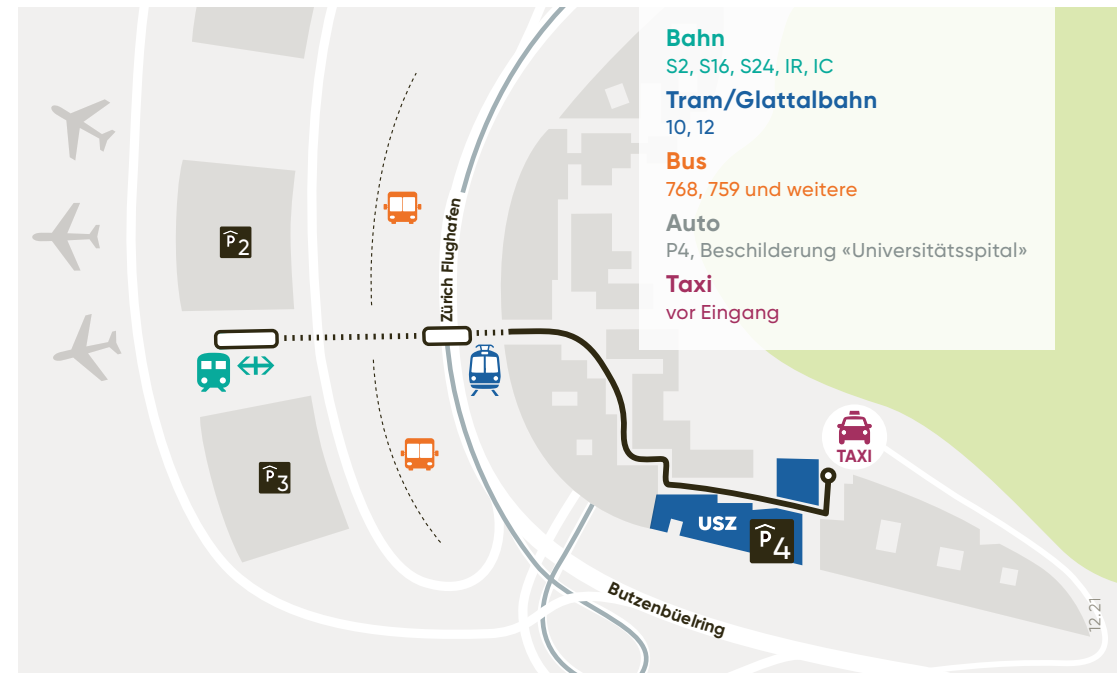 Bahn
S2, S16, S24, IR, IC
Tram/Glattalbahn
10, 12
Bus
768, 759 und weitere
Auto
P4, Beschilderung «Universitätsspital»
Taxi
vor Eingang
P2
Zürich Flughafen
P3
TAXI
USZ
P4
Butzenbüelring
12.21